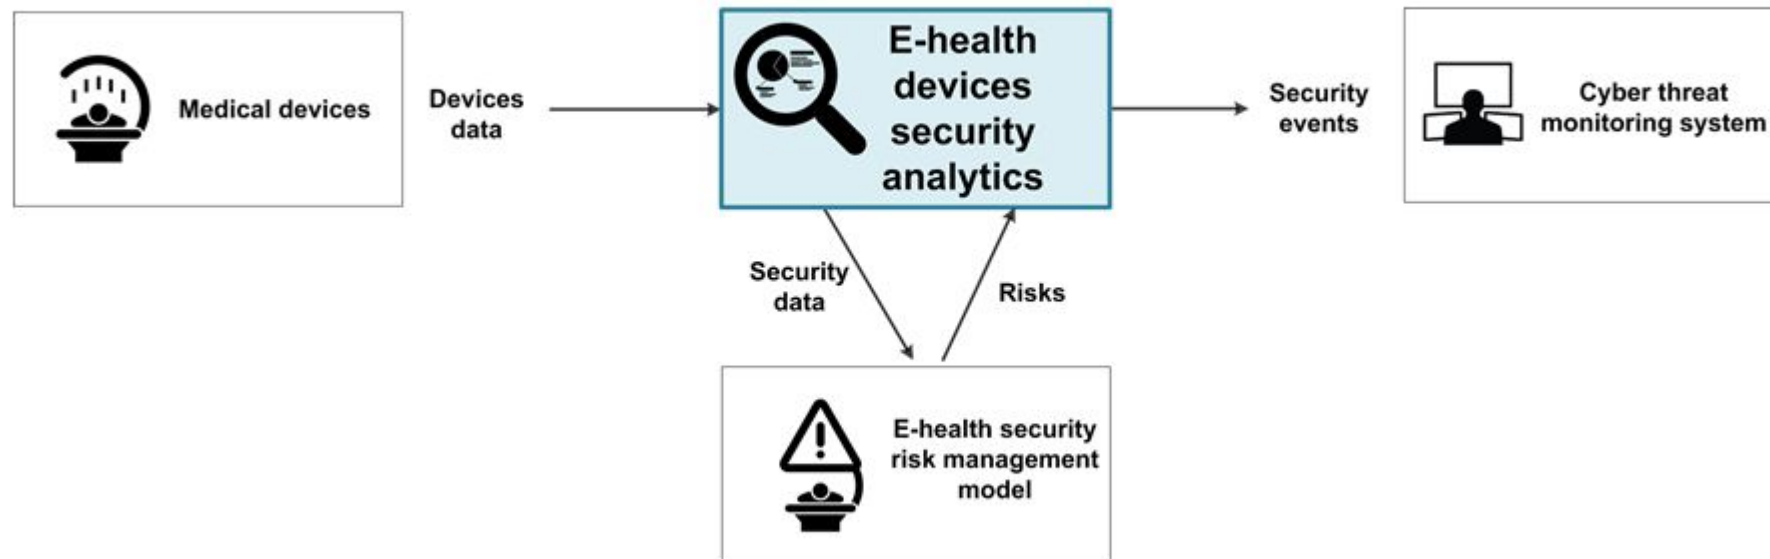 Medical devices
Devices
data
E-health
devices
security
analytics
Security
events
Cyber threat
monitoring system
Security
data
Risks
E-health security
risk management
model